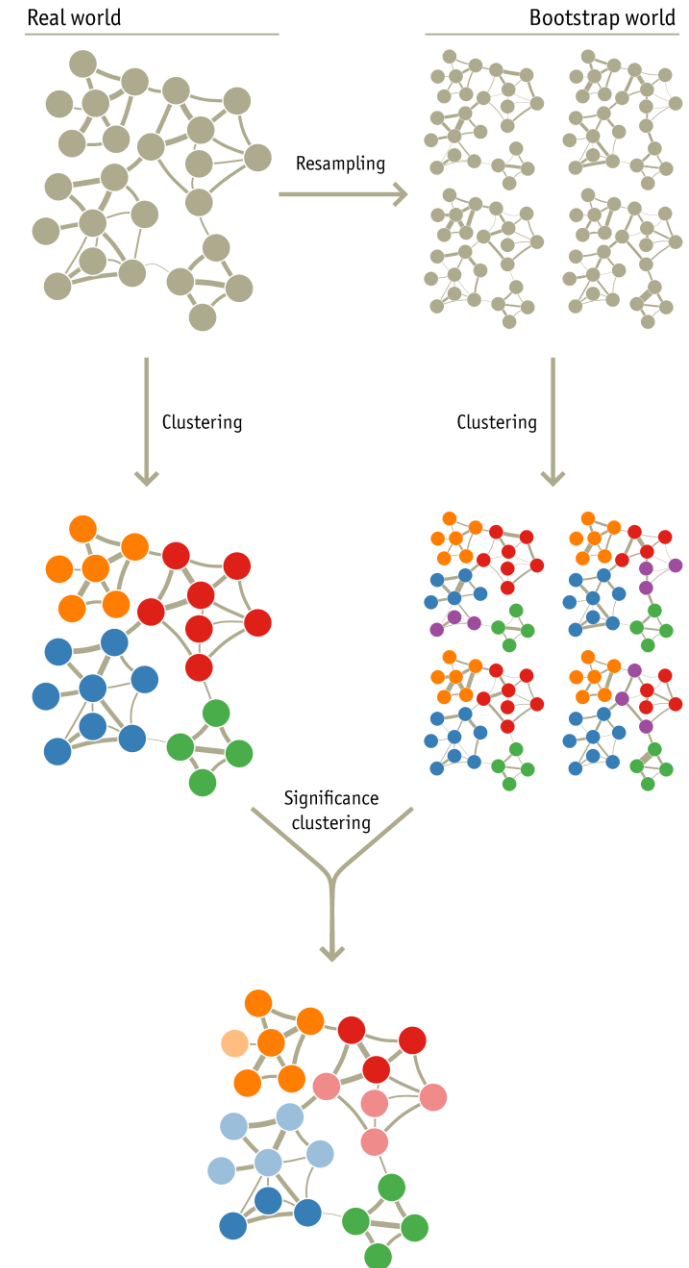 Real world
Bootstrap world
Resampling
Clustering
Clustering
Significance
clustering